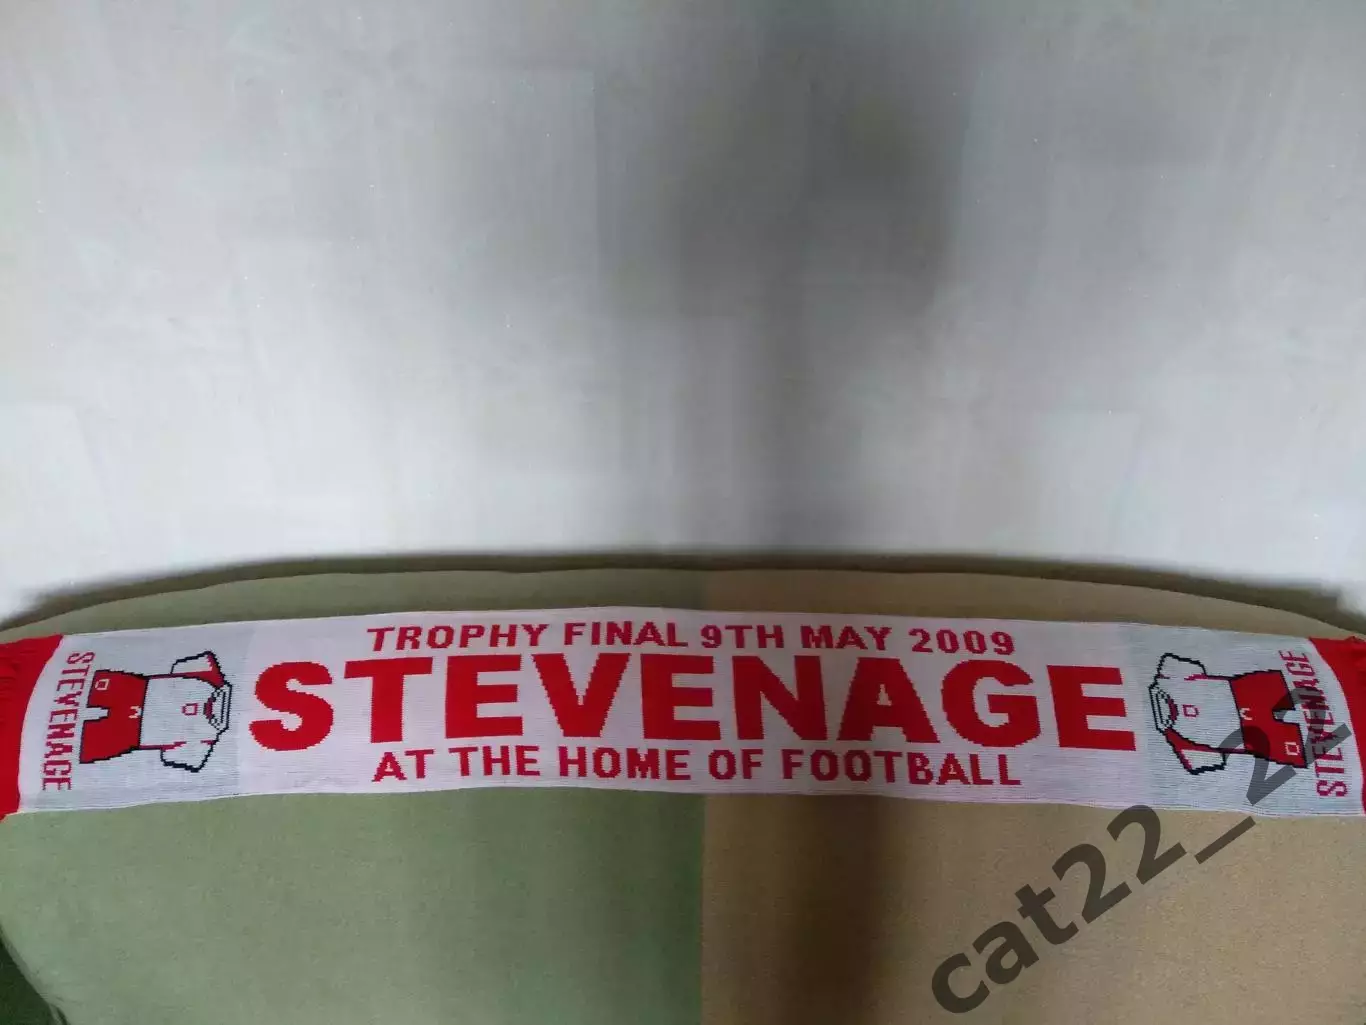 TROPHY FINAL 9TH MAY 2009
STEVENAGE
AT THE HOME OF FOOTBALL
STEVENAGE
STEVENAGE
cat22_22